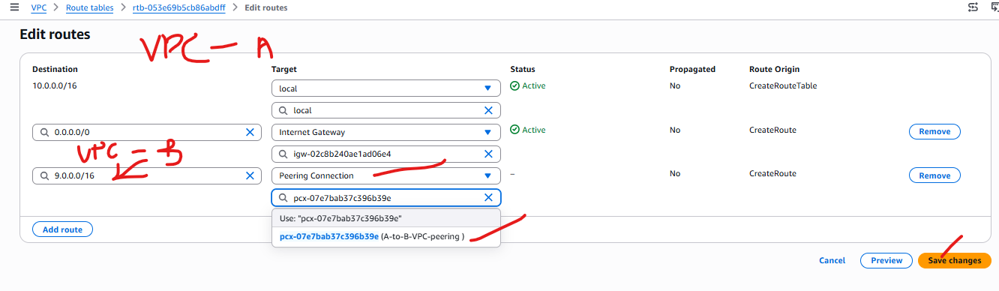 VPC > Route tables > rtb-053e69b5cb86abdff > Edit routes
Edit routes
VPC - A
Destination Target Status Propagated Route Origin
10.0.0.0/16 local Active No CreateRouteTable
local
0.0.0.0/0 Internet Gateway Active No CreateRoute Remove
VPC = B
igw-02c8b240ae1ad06e4
9.0.0.0/16 Peering Connection – No CreateRoute Remove
pcx-07e7bab37c396b39e
Use: "pcx-07e7bab37c396b39e"
Add route
pcx-07e7bab37c396b39e (A-to-B-VPC-peering )
Cancel Preview Save changes